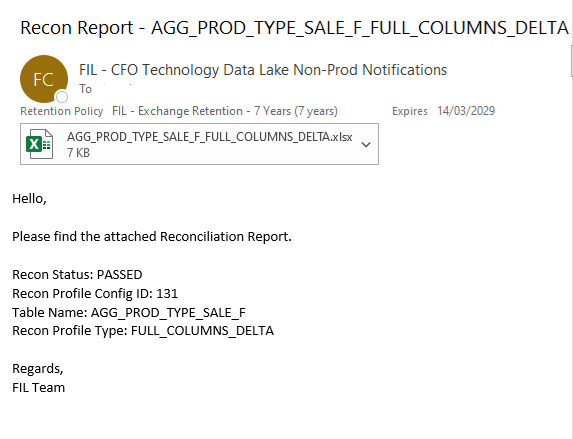 Recon Report - AGG_PROD_TYPE_SALE_F_FULL_COLUMNS_DELTA
FC
FIL - CFO Technology Data Lake Non-Prod Notifications
To
Retention Policy FIL - Exchange Retention - 7 Years (7 years) Expires 14/03/2029
AGG_PROD_TYPE_SALE_F_FULL_COLUMNS_DELTA.xlsx
7 KB
Hello,
Please find the attached Reconciliation Report.
Recon Status: PASSED
Recon Profile Config ID: 131
Table Name: AGG_PROD_TYPE_SALE_F
Recon Profile Type: FULL_COLUMNS_DELTA
Regards,
FIL Team